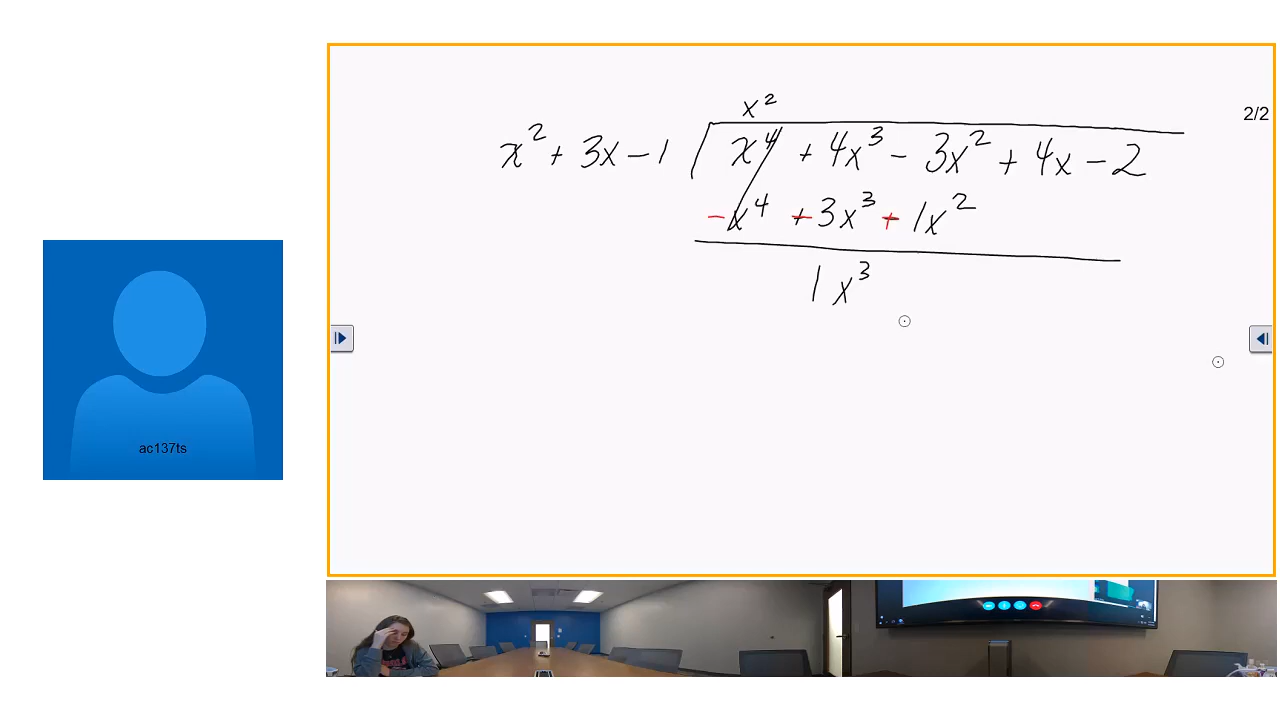 2/2
x²
x² + 3x - 1 x⁴ + 4x³ - 3x² + 4x - 2
- x⁴ + 3x³ + 1x²
1x³
ac137ts